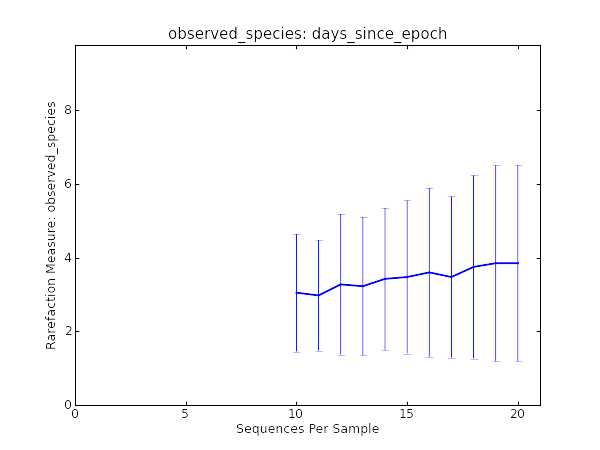 observed_species: days_since_epoch
Rarefaction Measure: observed_species
8
6
4
2
0
0 5 10 15 20
Sequences Per Sample